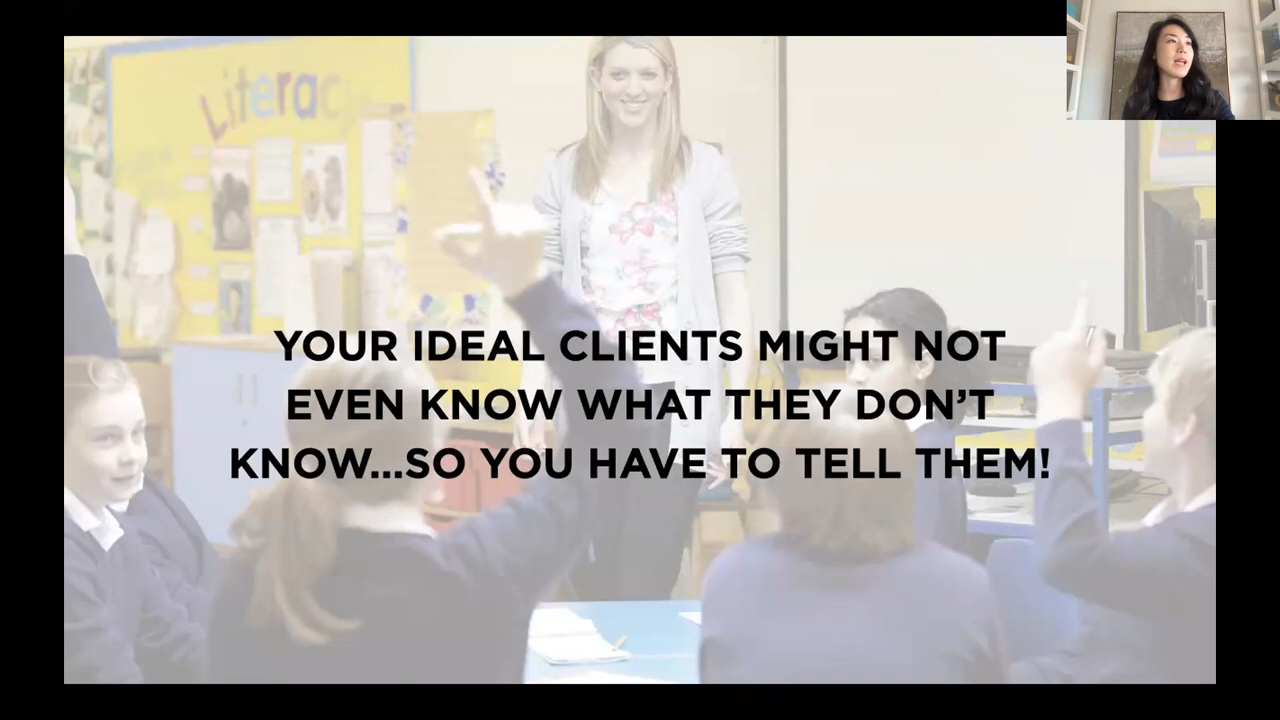 Literac
YOUR IDEAL CLIENTS MIGHT NOT
EVEN KNOW WHAT THEY DON’T
KNOW...SO YOU HAVE TO TELL THEM!